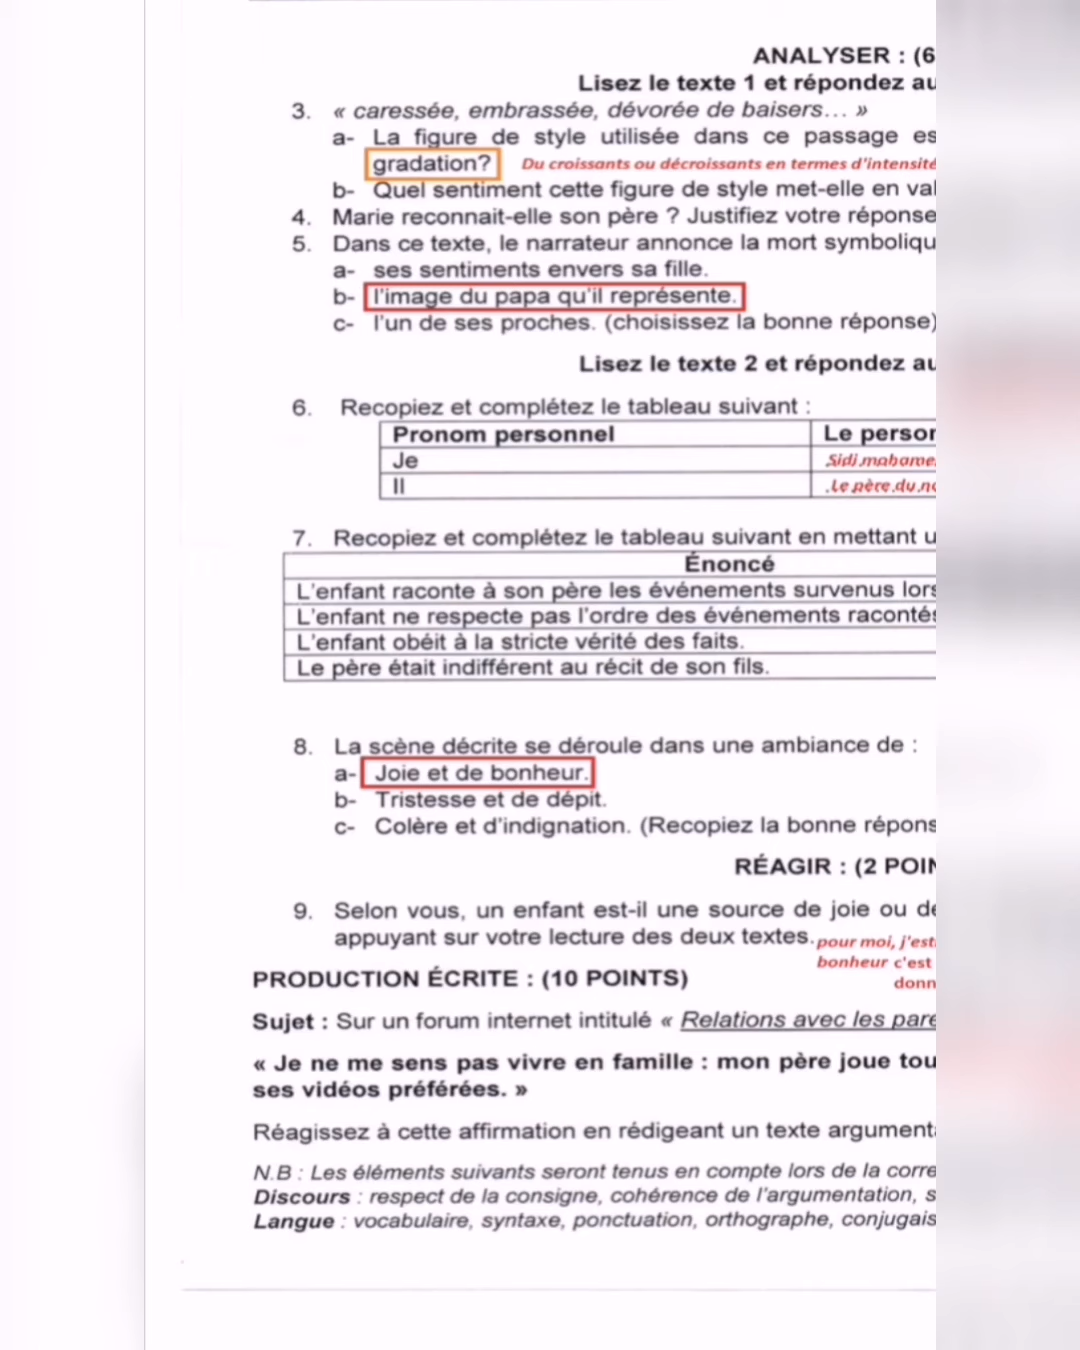 ANALYSER : (6
Lisez le texte 1 et répondez au
3. « caressée, embrassée, dévorée de baisers... »
a- La figure de style utilisée dans ce passage es
gradation? Du croissants ou décroissants en termes d'intensité
b- Quel sentiment cette figure de style met-elle en val
4. Marie reconnait-elle son père ? Justifiez votre réponse
5. Dans ce texte, le narrateur annonce la mort symboliqu
a- ses sentiments envers sa fille.
b- l'image du papa qu'il représente.
c- l'un de ses proches. (choisissez la bonne réponse)
Lisez le texte 2 et répondez au
6. Recopiez et complétez le tableau suivant :
Pronom personnel Le person
Je Sidi mahame
Il .Le père du no
7. Recopiez et complétez le tableau suivant en mettant u
Énoncé
L'enfant raconte à son père les événements survenus lors
L'enfant ne respecte pas l'ordre des événements racontés
L'enfant obéit à la stricte vérité des faits.
Le père était indifférent au récit de son fils.
8. La scène décrite se déroule dans une ambiance de :
a- Joie et de bonheur.
b- Tristesse et de dépit.
c- Colère et d'indignation. (Recopiez la bonne répons
RÉAGIR : (2 POIN
9. Selon vous, un enfant est-il une source de joie ou de
appuyant sur votre lecture des deux textes. pour moi, j'est
bonheur c'est
donn
PRODUCTION ÉCRITE : (10 POINTS)
Sujet : Sur un forum internet intitulé « Relations avec les pare
« Je ne me sens pas vivre en famille : mon père joue tou
ses vidéos préférées. »
Réagissez à cette affirmation en rédigeant un texte argumenta
N.B : Les éléments suivants seront tenus en compte lors de la corre
Discours : respect de la consigne, cohérence de l'argumentation, s
Langue : vocabulaire, syntaxe, ponctuation, orthographe, conjugais